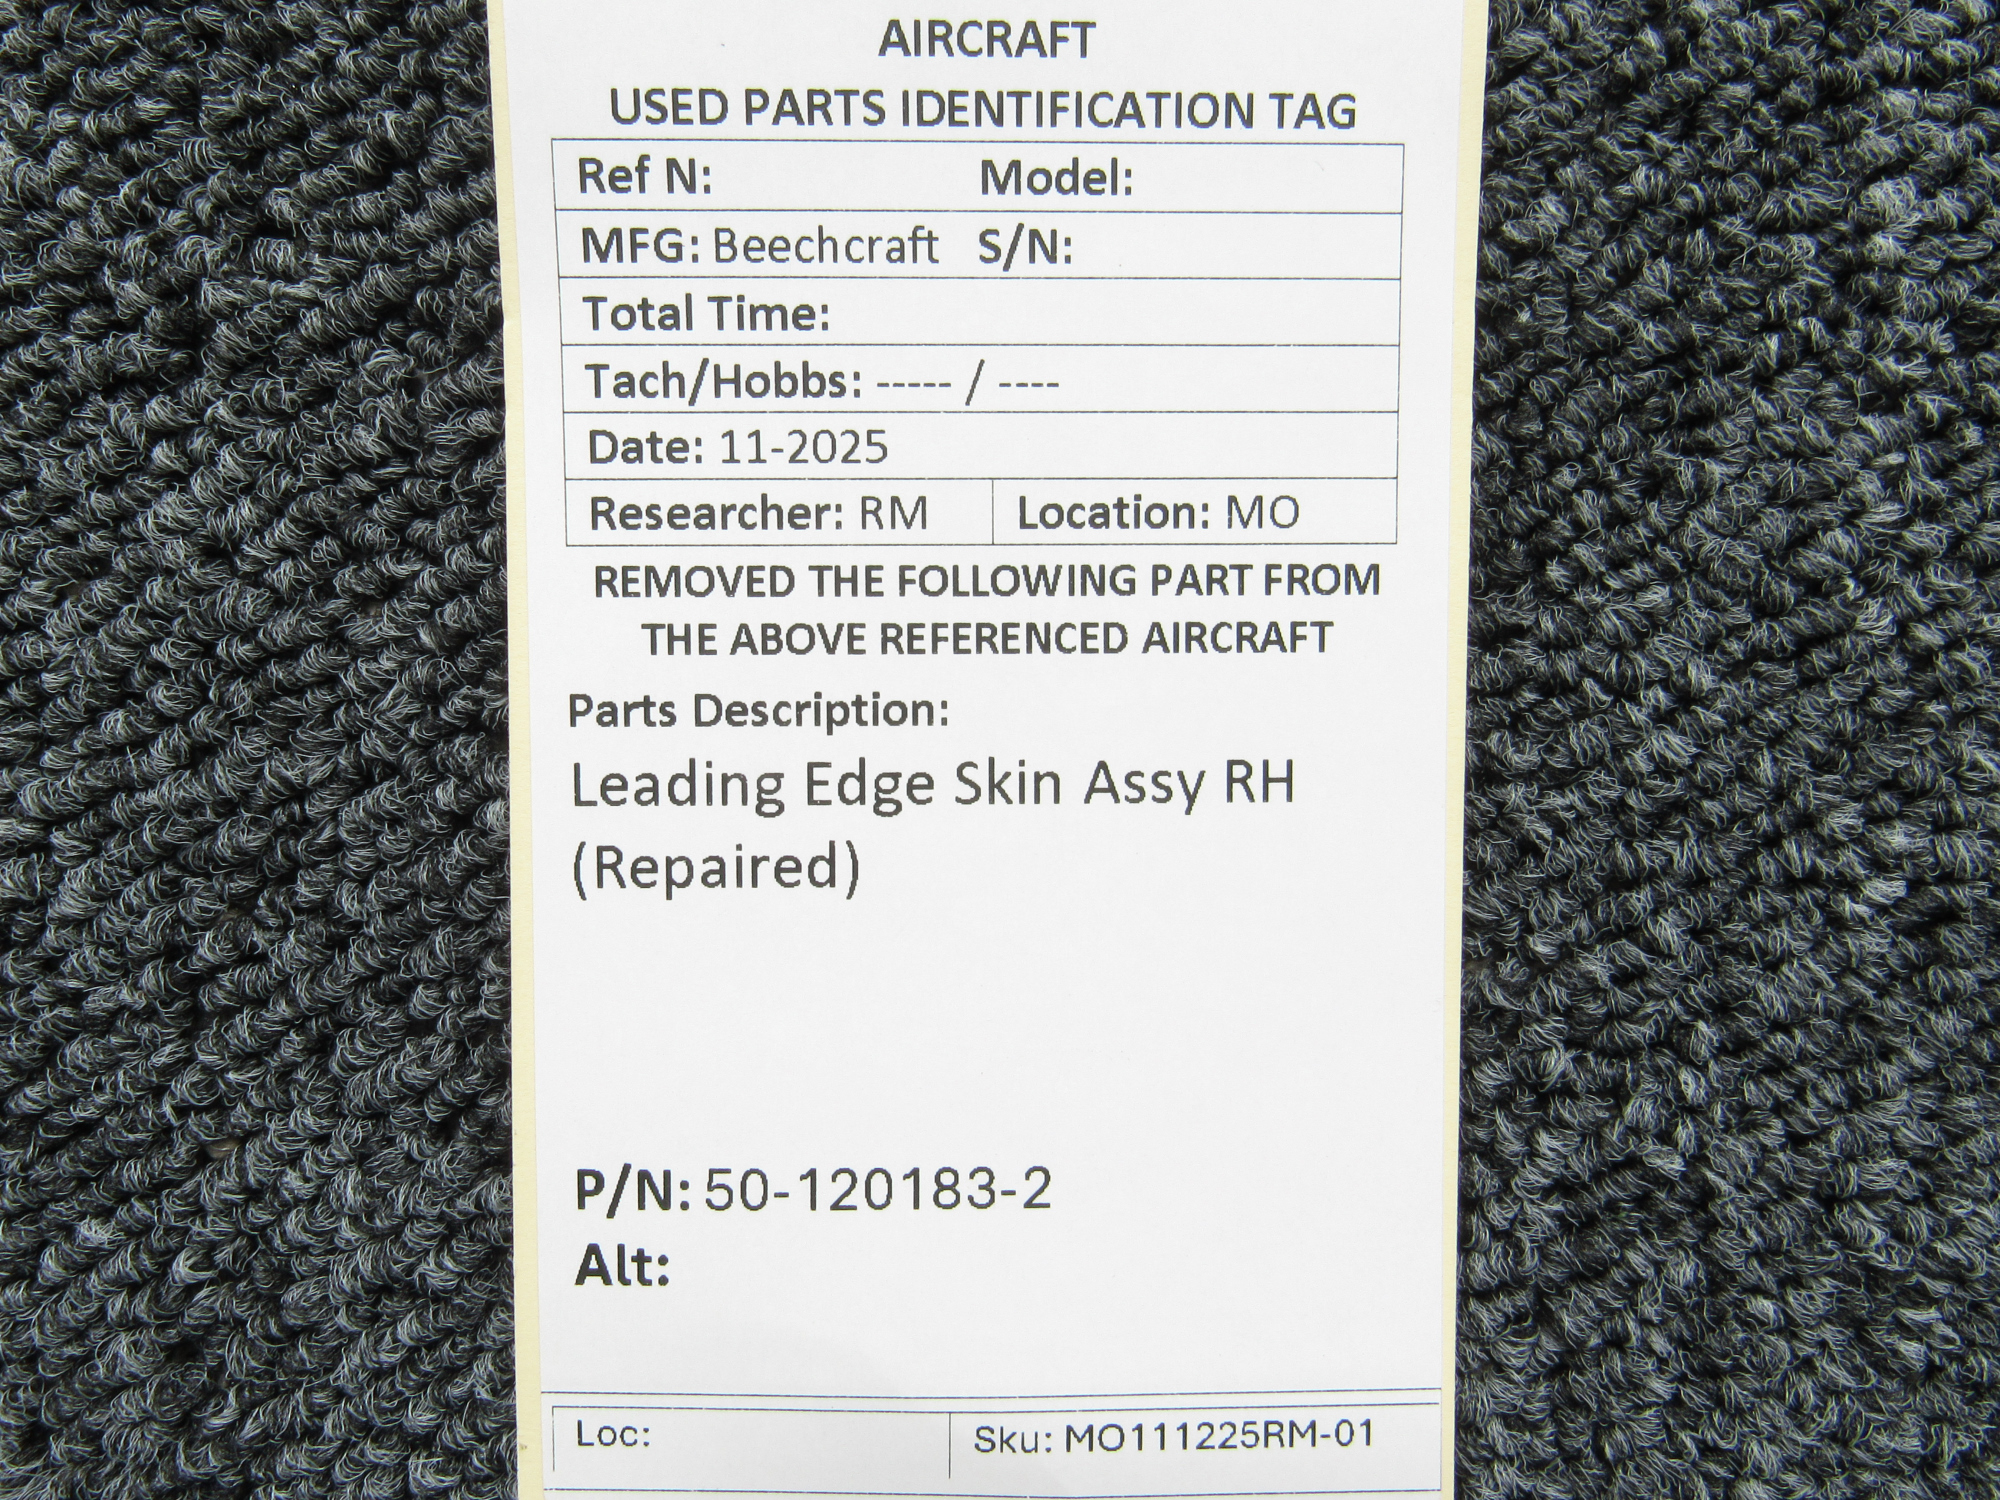 AIRCRAFT
USED PARTS IDENTIFICATION TAG
Ref N: Model:
MFG: Beechcraft S/N:
Total Time:
Tach/Hobbs: ----- / ----
Date: 11-2025
Researcher: RM Location: MO
REMOVED THE FOLLOWING PART FROM
THE ABOVE REFERENCED AIRCRAFT
Parts Description:
Leading Edge Skin Assy RH
(Repaired)
P/N: 50-120183-2
Alt:
Loc: Sku: MO111225RM-01